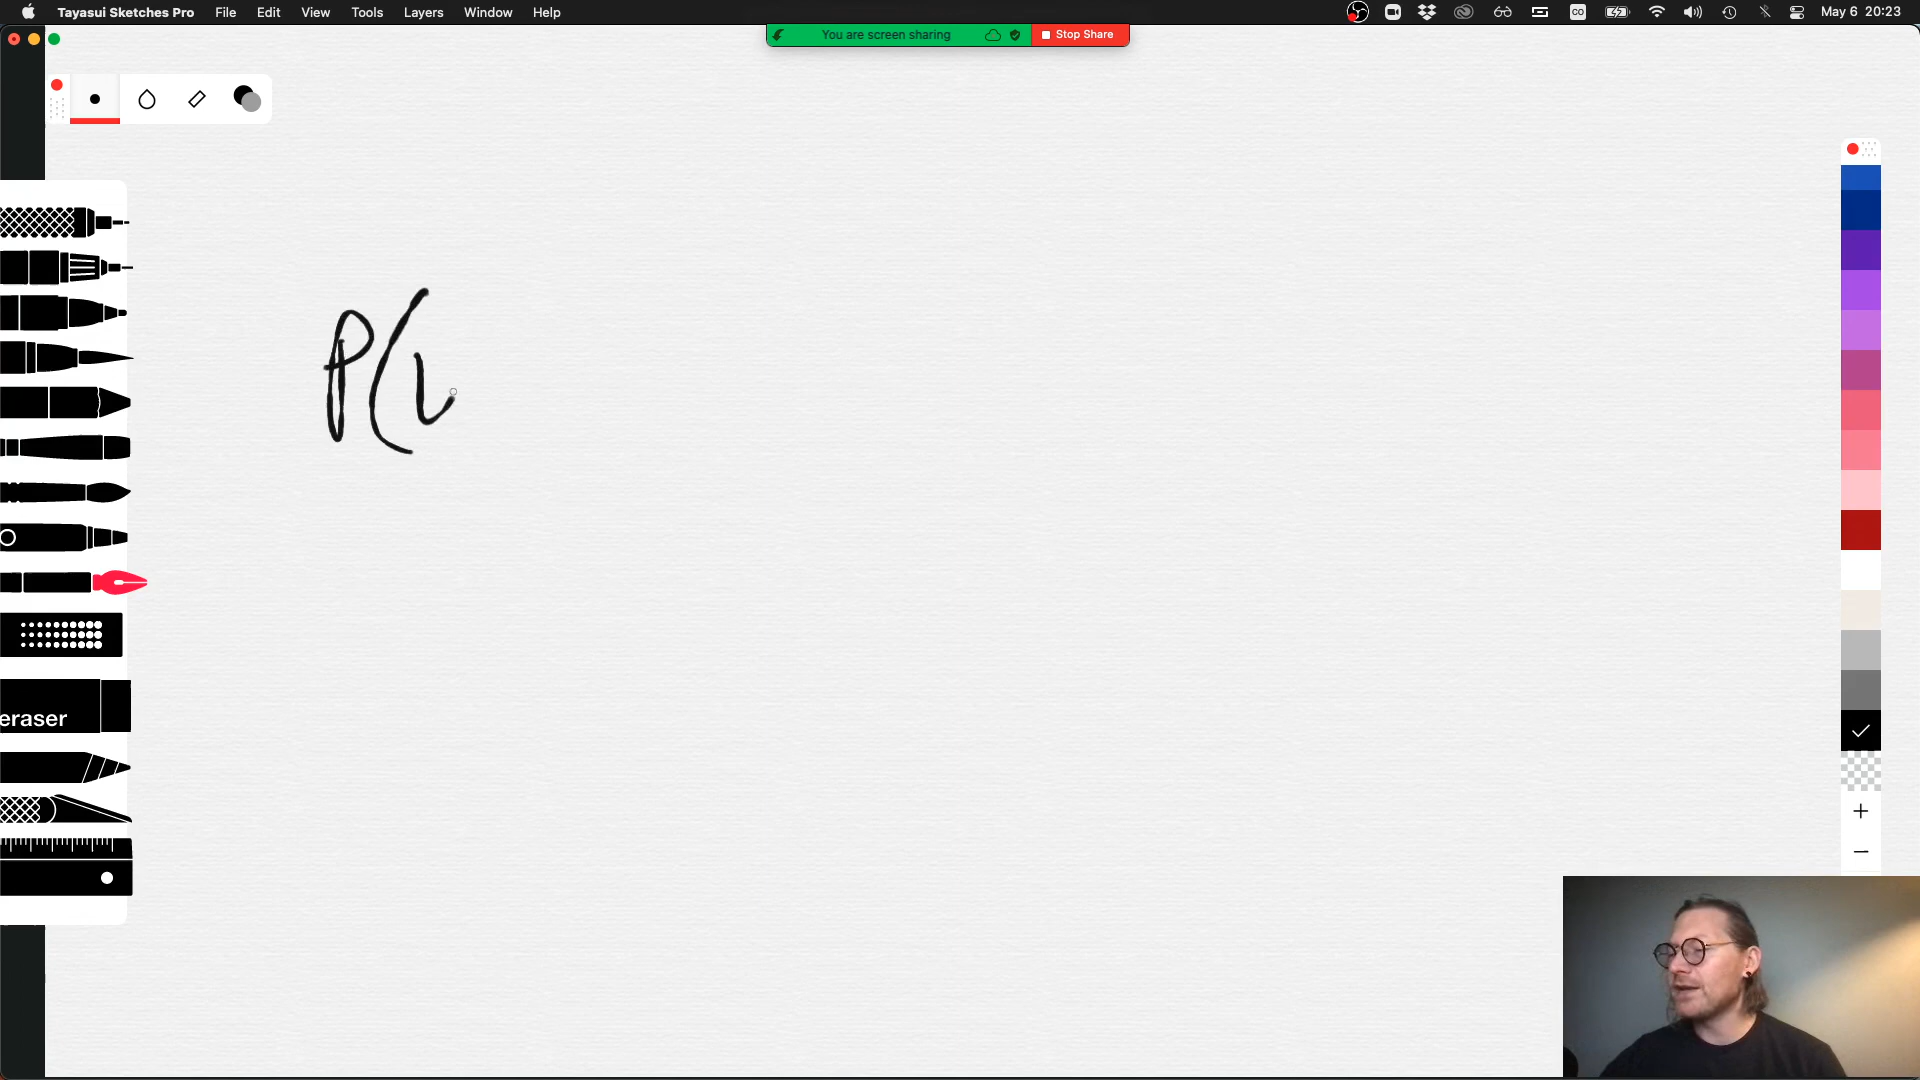 Tayasui Sketches Pro File Edit View Tools Layers Window Help May 6 20:23
You are screen sharing Stop Share
P(
eraser